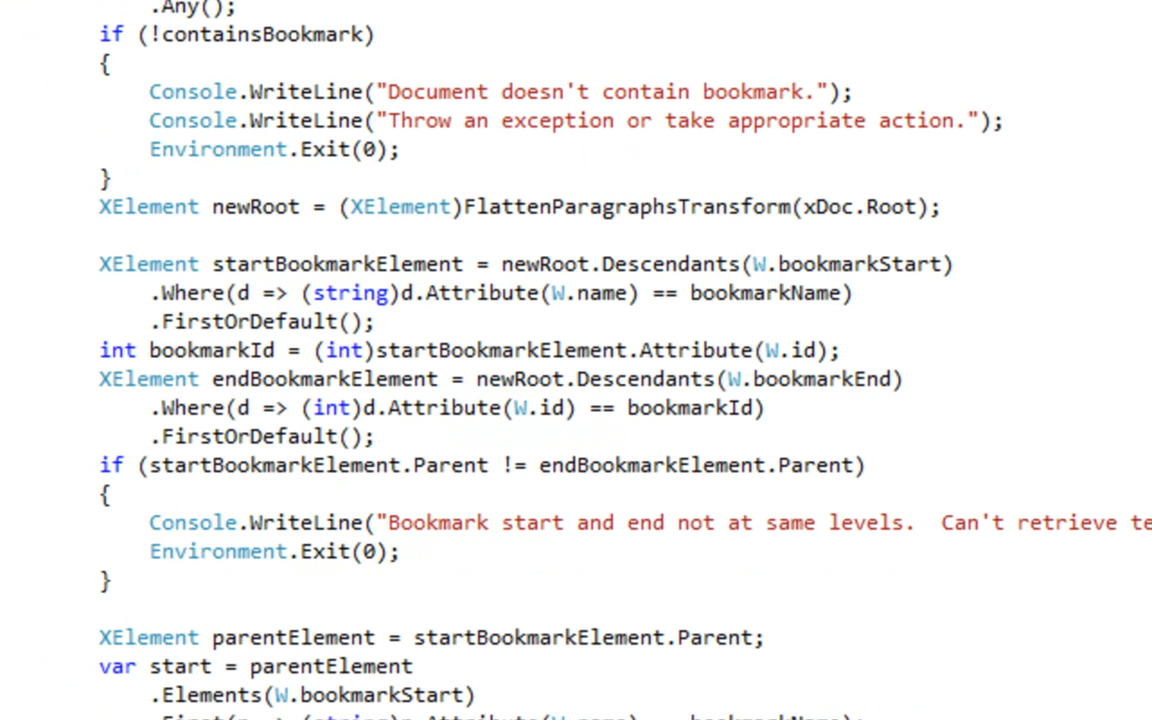 .Any();
if (!containsBookmark)
{
Console.WriteLine("Document doesn't contain bookmark.");
Console.WriteLine("Throw an exception or take appropriate action.");
Environment.Exit(0);
}
XElement newRoot = (XElement)FlattenParagraphsTransform(xDoc.Root);
XElement startBookmarkElement = newRoot.Descendants(W.bookmarkStart)
.Where(d => (string)d.Attribute(W.name) == bookmarkName)
.FirstOrDefault();
int bookmarkId = (int)startBookmarkElement.Attribute(W.id);
XElement endBookmarkElement = newRoot.Descendants(W.bookmarkEnd)
.Where(d => (int)d.Attribute(W.id) == bookmarkId)
.FirstOrDefault();
if (startBookmarkElement.Parent != endBookmarkElement.Parent)
{
Console.WriteLine("Bookmark start and end not at same levels.  Can't retrieve te
Environment.Exit(0);
}
XElement parentElement = startBookmarkElement.Parent;
var start = parentElement
.Elements(W.bookmarkStart)